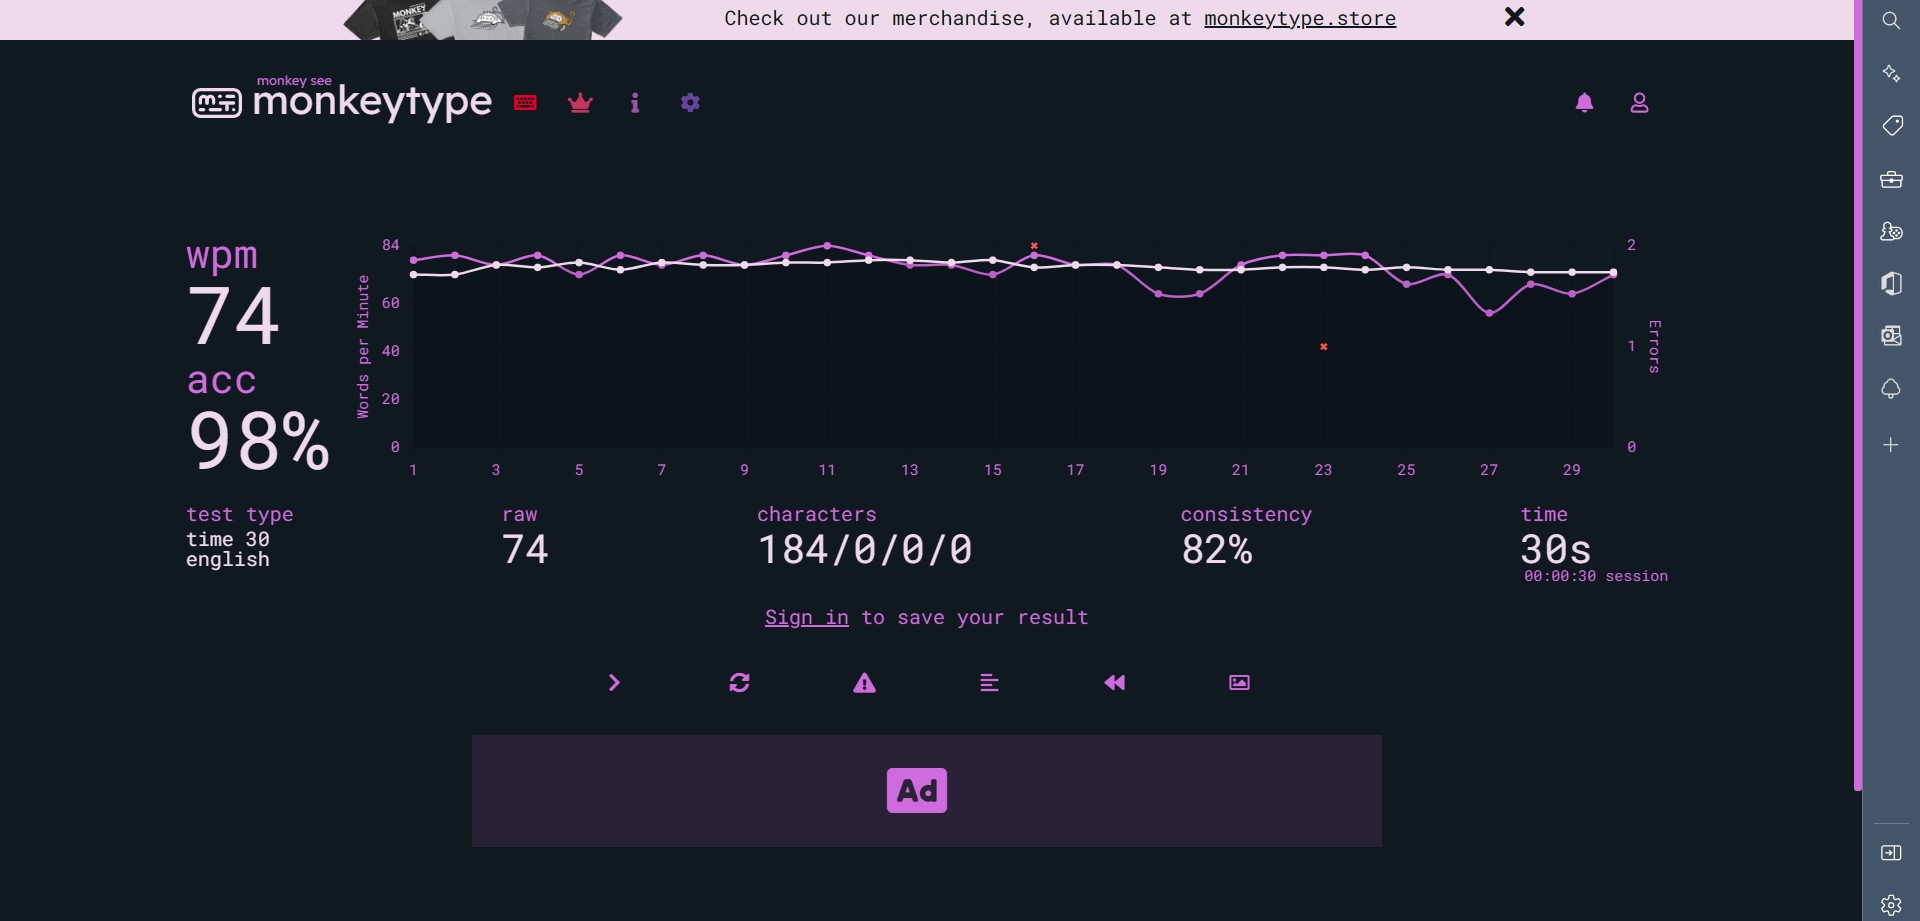 MONKEY
Check out our merchandise, available at monkeytype.store
monkey see
mT
monkeytype
wpm
74
acc
98%
Words per Minute
84
60
40
20
0
1 3 5 7 9 11 13 15 17 19 21 23 25 27 29
2
1
0
Errors
test type
time 30
english
raw
74
characters
184/0/0/0
consistency
82%
time
30s
00:00:30 session
Sign in to save your result
Ad